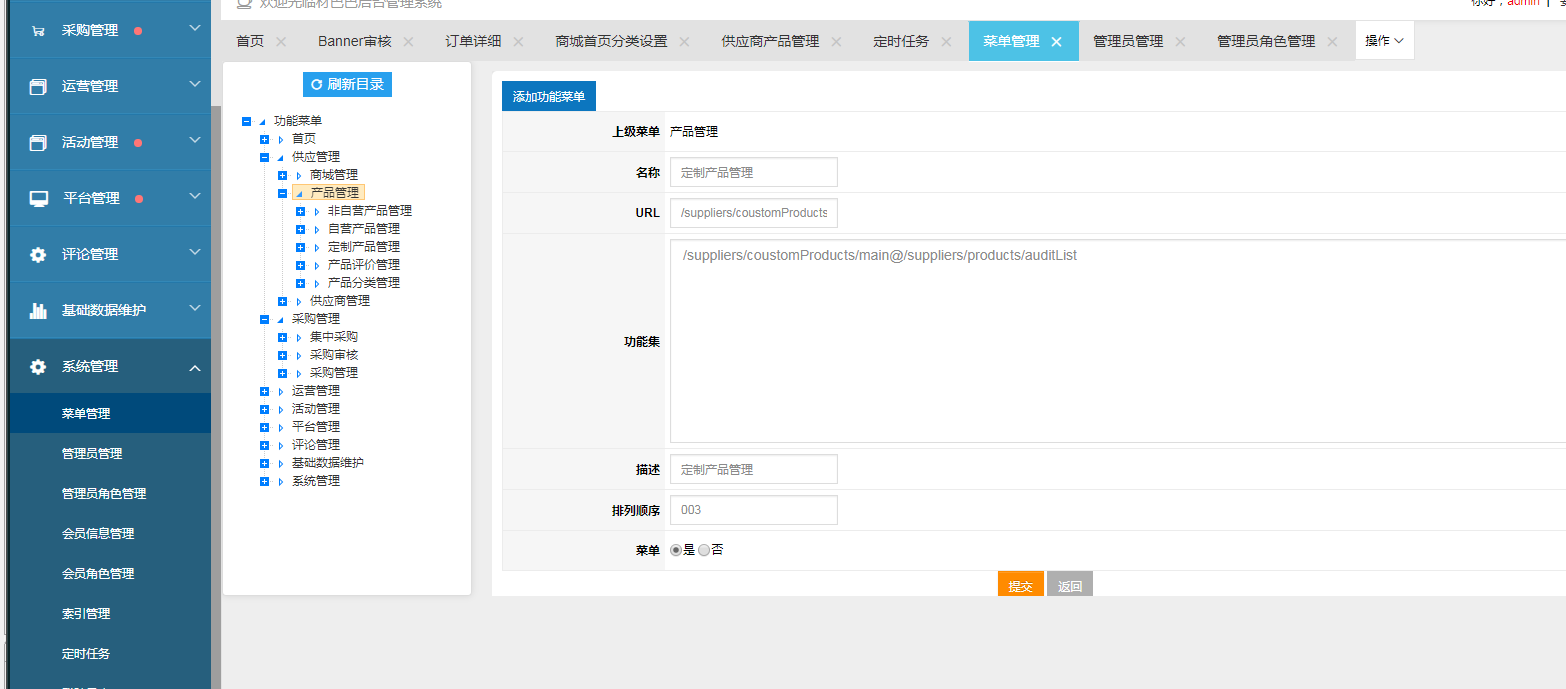 欢迎光临材巴巴后台管理系统
你好，admin |
采购管理
运营管理
活动管理
平台管理
评论管理
基础数据维护
系统管理
菜单管理
管理员管理
管理员角色管理
会员信息管理
会员角色管理
索引管理
定时任务
首页 Banner审核 订单详细 商城首页分类设置 供应商产品管理 定时任务 菜单管理 管理员管理 管理员角色管理 操作
刷新目录
功能菜单
首页
供应管理
商城管理
产品管理
非自营产品管理
自营产品管理
定制产品管理
产品评价管理
产品分类管理
供应商管理
采购管理
集中采购
采购审核
采购管理
运营管理
活动管理
平台管理
评论管理
基础数据维护
系统管理
添加功能菜单
上级菜单 产品管理
名称 定制产品管理
URL /suppliers/coustomProducts
功能集 /suppliers/coustomProducts/main@/suppliers/products/auditList
描述 定制产品管理
排列顺序 003
菜单 是 否
提交 返回